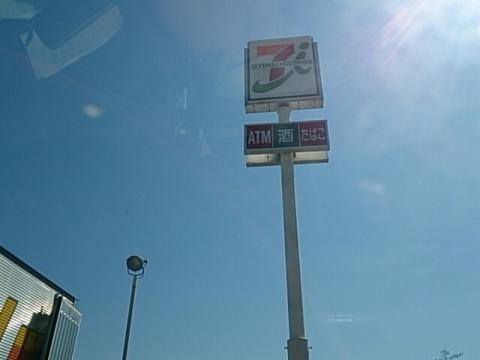 7i
SEVEN & i HOLDINGS
ATM 酒 たばこ